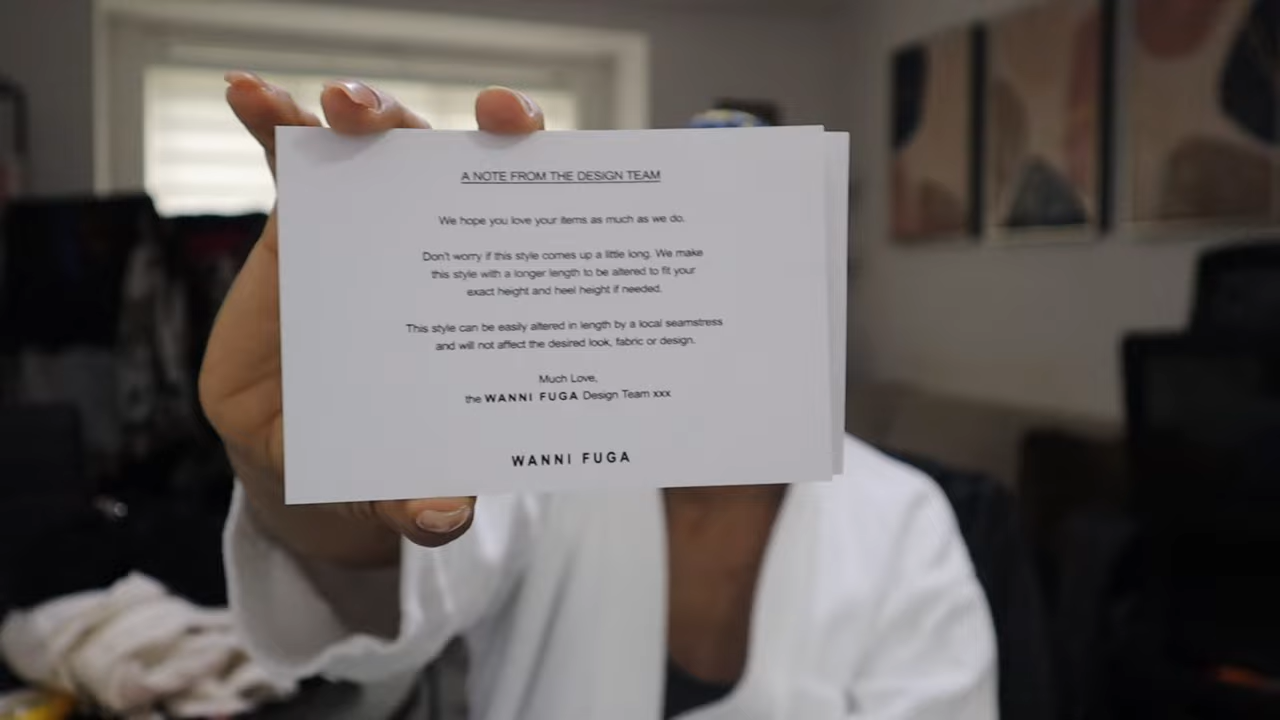 A NOTE FROM THE DESIGN TEAM
We hope you love your items as much as we do.
Don't worry if this style comes up a little long. We make
this style with a longer length to be altered to fit your
exact height and heel height if needed.
This style can be easily altered in length by a local seamstress
and will not affect the desired look, fabric or design.
Much Love,
the WANNI FUGA Design Team xxx
WANNI FUGA